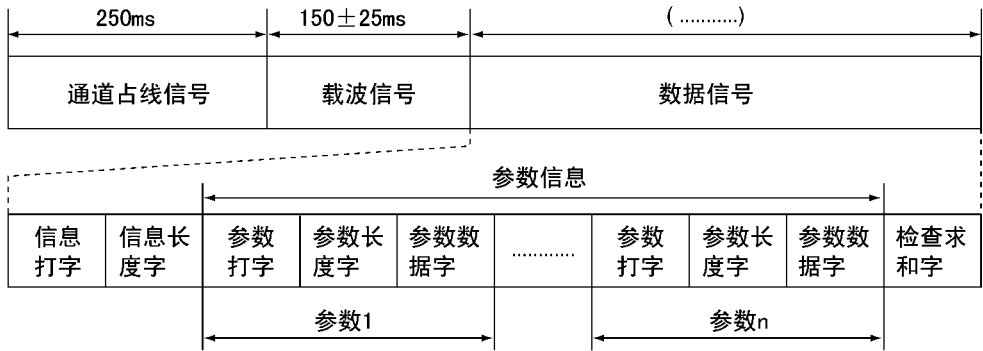 250ms
150±25ms
(...........)
通道占线信号
载波信号
数据信号
参数信息
信息
打字
信息长
度字
参数
打字
参数长
度字
参数数
据字
............
参数
打字
参数长
度字
参数数
据字
检查求
和字
参数1
参数n